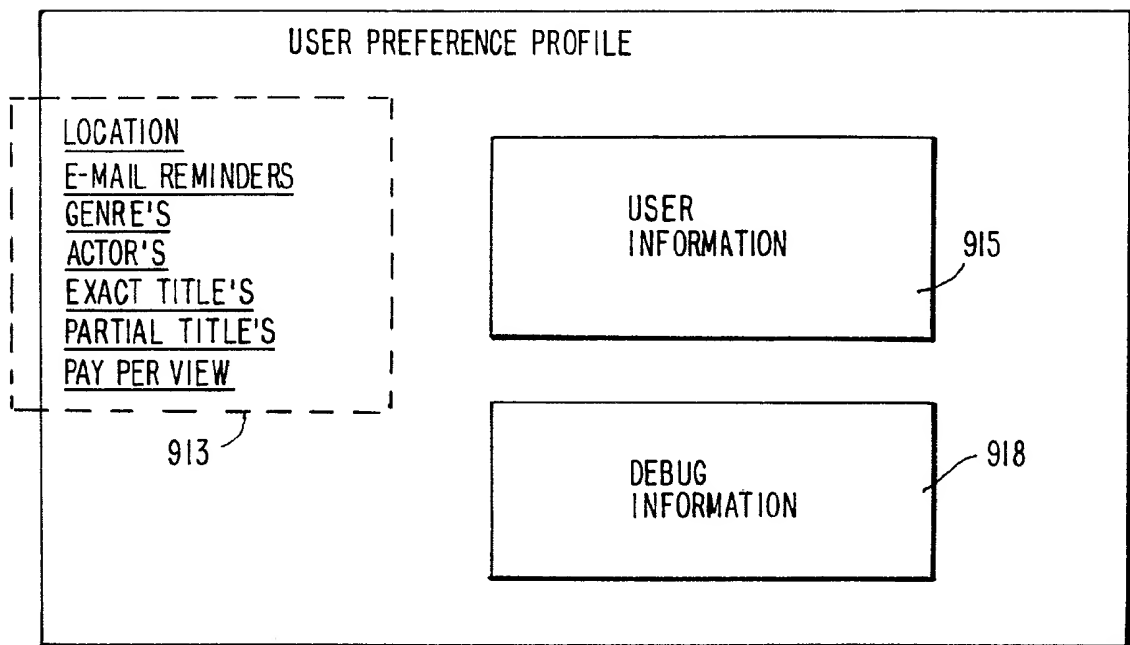 USER PREFERENCE PROFILE
LOCATION
E-MAIL REMINDERS
GENRE'S
ACTOR'S
EXACT TITLE'S
PARTIAL TITLE'S
PAY PER VIEW
913
USER
INFORMATION
915
DEBUG
INFORMATION
918